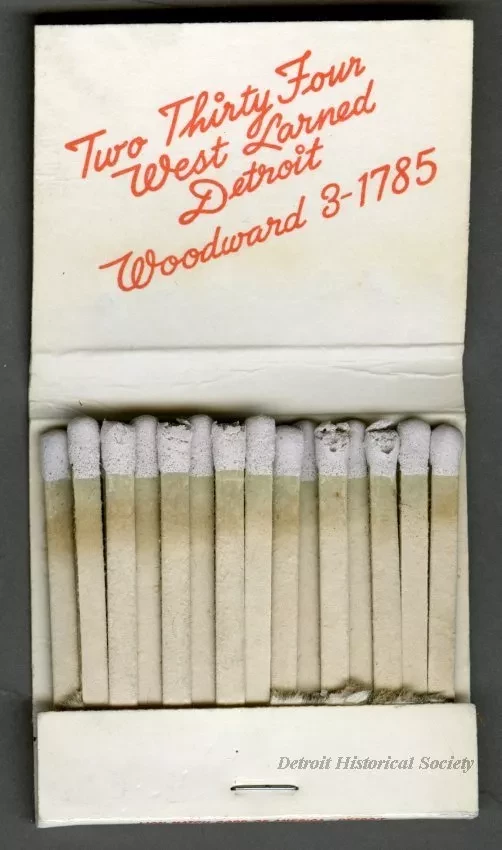 Two Thirty Four
West Larned
Detroit
Woodward 3-1785
Detroit Historical Society